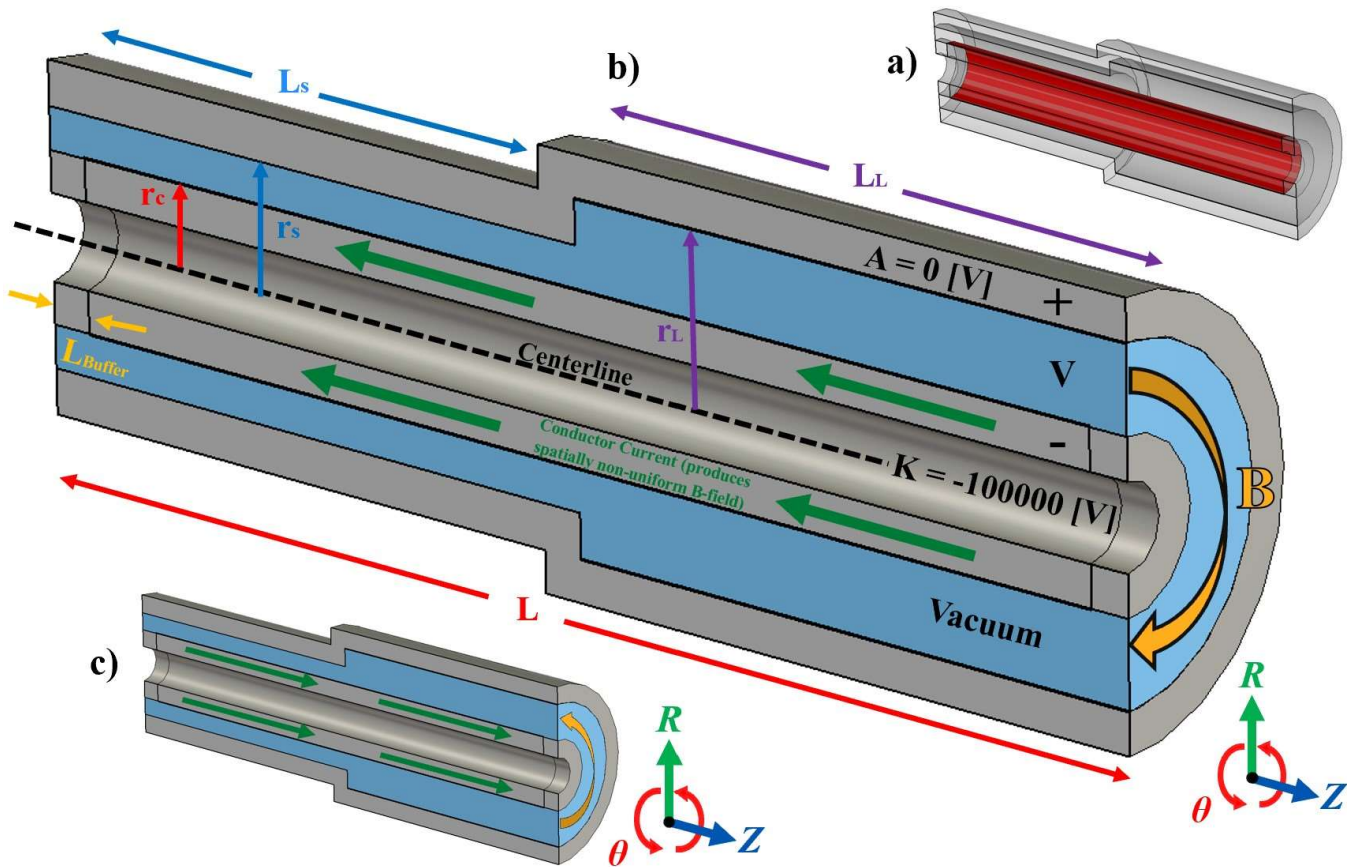 a)
b)
Ls
LL
rc
rs
rL
A = 0 [V]
+
V
-
Centerline
LBuffer
Conductor Current (produces
spatially non-uniform B-field)
K = -100000 [V]
B
L
Vacuum
c)
R
θ
Z
R
θ
Z